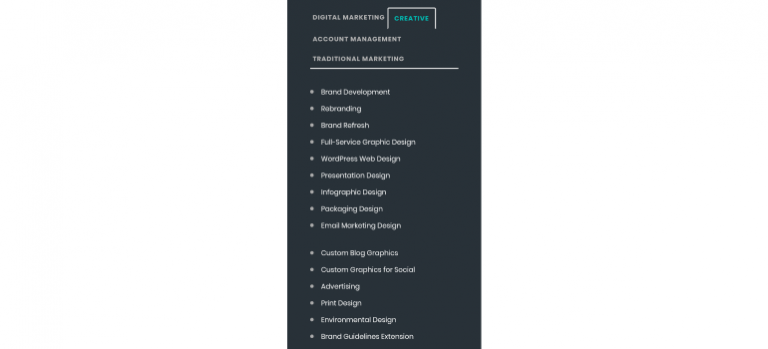 DIGITAL MARKETING CREATIVE
ACCOUNT MANAGEMENT
TRADITIONAL MARKETING
Brand Development
Rebranding
Brand Refresh
Full-Service Graphic Design
WordPress Web Design
Presentation Design
Infographic Design
Packaging Design
Email Marketing Design
Custom Blog Graphics
Custom Graphics for Social
Advertising
Print Design
Environmental Design
Brand Guidelines Extension